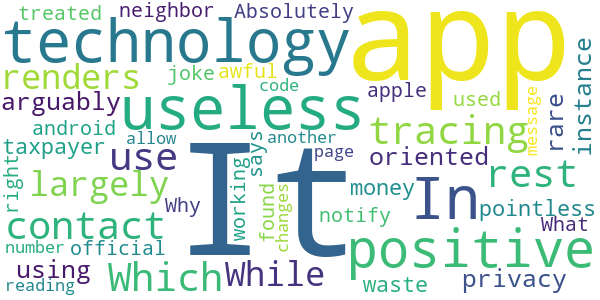 treated neighbor Absolutely
technology app
renders joke awful apple
arguably useless code used rare instance
android tracing message
taxpayer allow another says page oriented
right use It In rest
largely working found changes money pointless
contact Why notify What
number official Which While positive
using waste privacy
reading